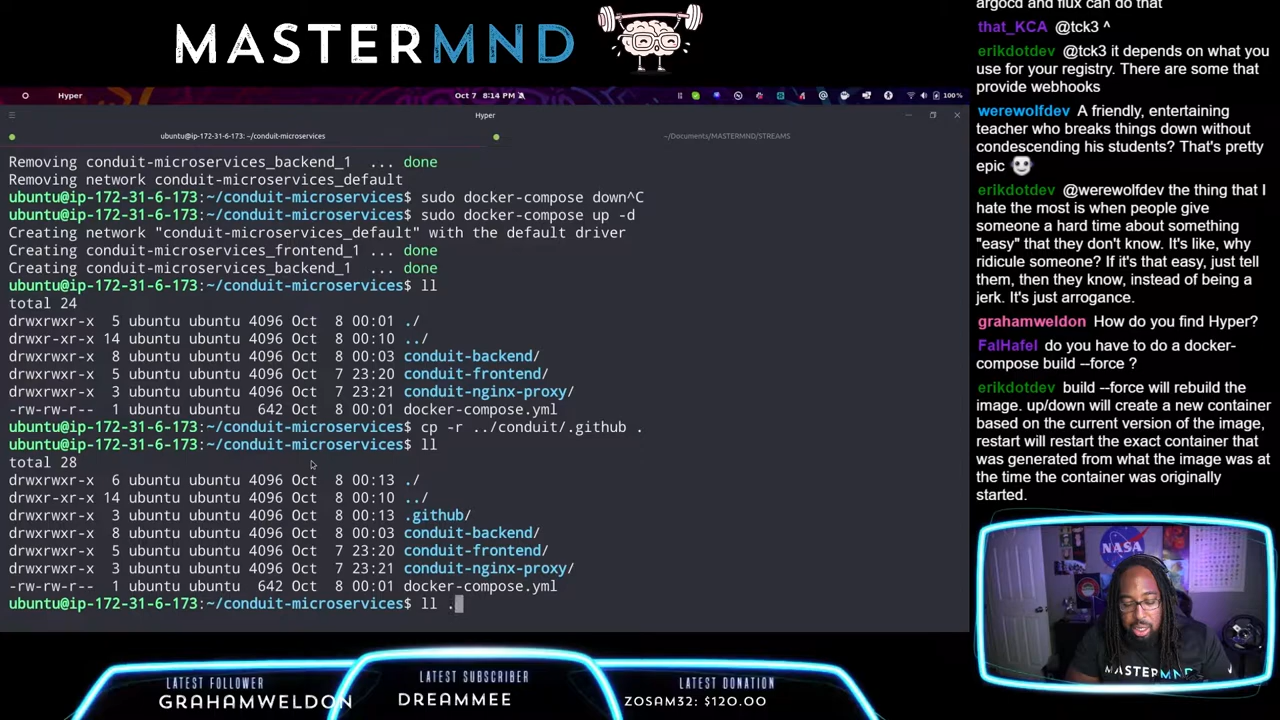 MASTERMND
Hyper
Oct 7 8:14 PM
100%
Hyper
ubuntu@ip-172-31-6-173: ~/conduit-microservices
~/Documents/MASTERMND/STREAMS
Removing conduit-microservices_backend_1 ... done
Removing network conduit-microservices_default
ubuntu@ip-172-31-6-173:~/conduit-microservices$ sudo docker-compose down^C
ubuntu@ip-172-31-6-173:~/conduit-microservices$ sudo docker-compose up -d
Creating network "conduit-microservices_default" with the default driver
Creating conduit-microservices_frontend_1 ... done
Creating conduit-microservices_backend_1 ... done
ubuntu@ip-172-31-6-173:~/conduit-microservices$ ll
total 24
drwxrwxr-x 5 ubuntu ubuntu 4096 Oct 8 00:01 ./
drwxr-xr-x 14 ubuntu ubuntu 4096 Oct 8 00:10 ../
drwxrwxr-x 8 ubuntu ubuntu 4096 Oct 8 00:03 conduit-backend/
drwxrwxr-x 5 ubuntu ubuntu 4096 Oct 7 23:20 conduit-frontend/
drwxrwxr-x 3 ubuntu ubuntu 4096 Oct 7 23:21 conduit-nginx-proxy/
-rw-rw-r-- 1 ubuntu ubuntu 642 Oct 8 00:01 docker-compose.yml
ubuntu@ip-172-31-6-173:~/conduit-microservices$ cp -r ../conduit/.github .
ubuntu@ip-172-31-6-173:~/conduit-microservices$ ll
total 28
drwxrwxr-x 6 ubuntu ubuntu 4096 Oct 8 00:13 ./
drwxr-xr-x 14 ubuntu ubuntu 4096 Oct 8 00:10 ../
drwxrwxr-x 3 ubuntu ubuntu 4096 Oct 8 00:13 .github/
drwxrwxr-x 8 ubuntu ubuntu 4096 Oct 8 00:03 conduit-backend/
drwxrwxr-x 5 ubuntu ubuntu 4096 Oct 7 23:20 conduit-frontend/
drwxrwxr-x 3 ubuntu ubuntu 4096 Oct 7 23:21 conduit-nginx-proxy/
-rw-rw-r-- 1 ubuntu ubuntu 642 Oct 8 00:01 docker-compose.yml
ubuntu@ip-172-31-6-173:~/conduit-microservices$ ll .
argocd and flux can do that
that_KCA @tck3 ^
erikdotdev @tck3 it depends on what you
use for your registry. There are some that
provide webhooks
werewolfdev A friendly, entertaining
teacher who breaks things down without
condescending his students? That's pretty
epic
erikdotdev @werewolfdev the thing that I
hate the most is when people give
someone a hard time about something
"easy" that they don't know. It's like, why
ridicule someone? If it's that easy, just tell
them, then they know, instead of being a
jerk. It's just arrogance.
grahamweldon How do you find Hyper?
FalHafel do you have to do a docker-
compose build --force ?
erikdotdev build --force will rebuild the
image. up/down will create a new container
based on the current version of the image,
restart will restart the exact container that
was generated from what the image was at
the time the container was originally
started.
NASA
MASTERMND
LATEST FOLLOWER
GRAHAMWELDON
LATEST SUBSCRIBER
DREAMMEE
LATEST DONATION
ZOSAM32: $120.00